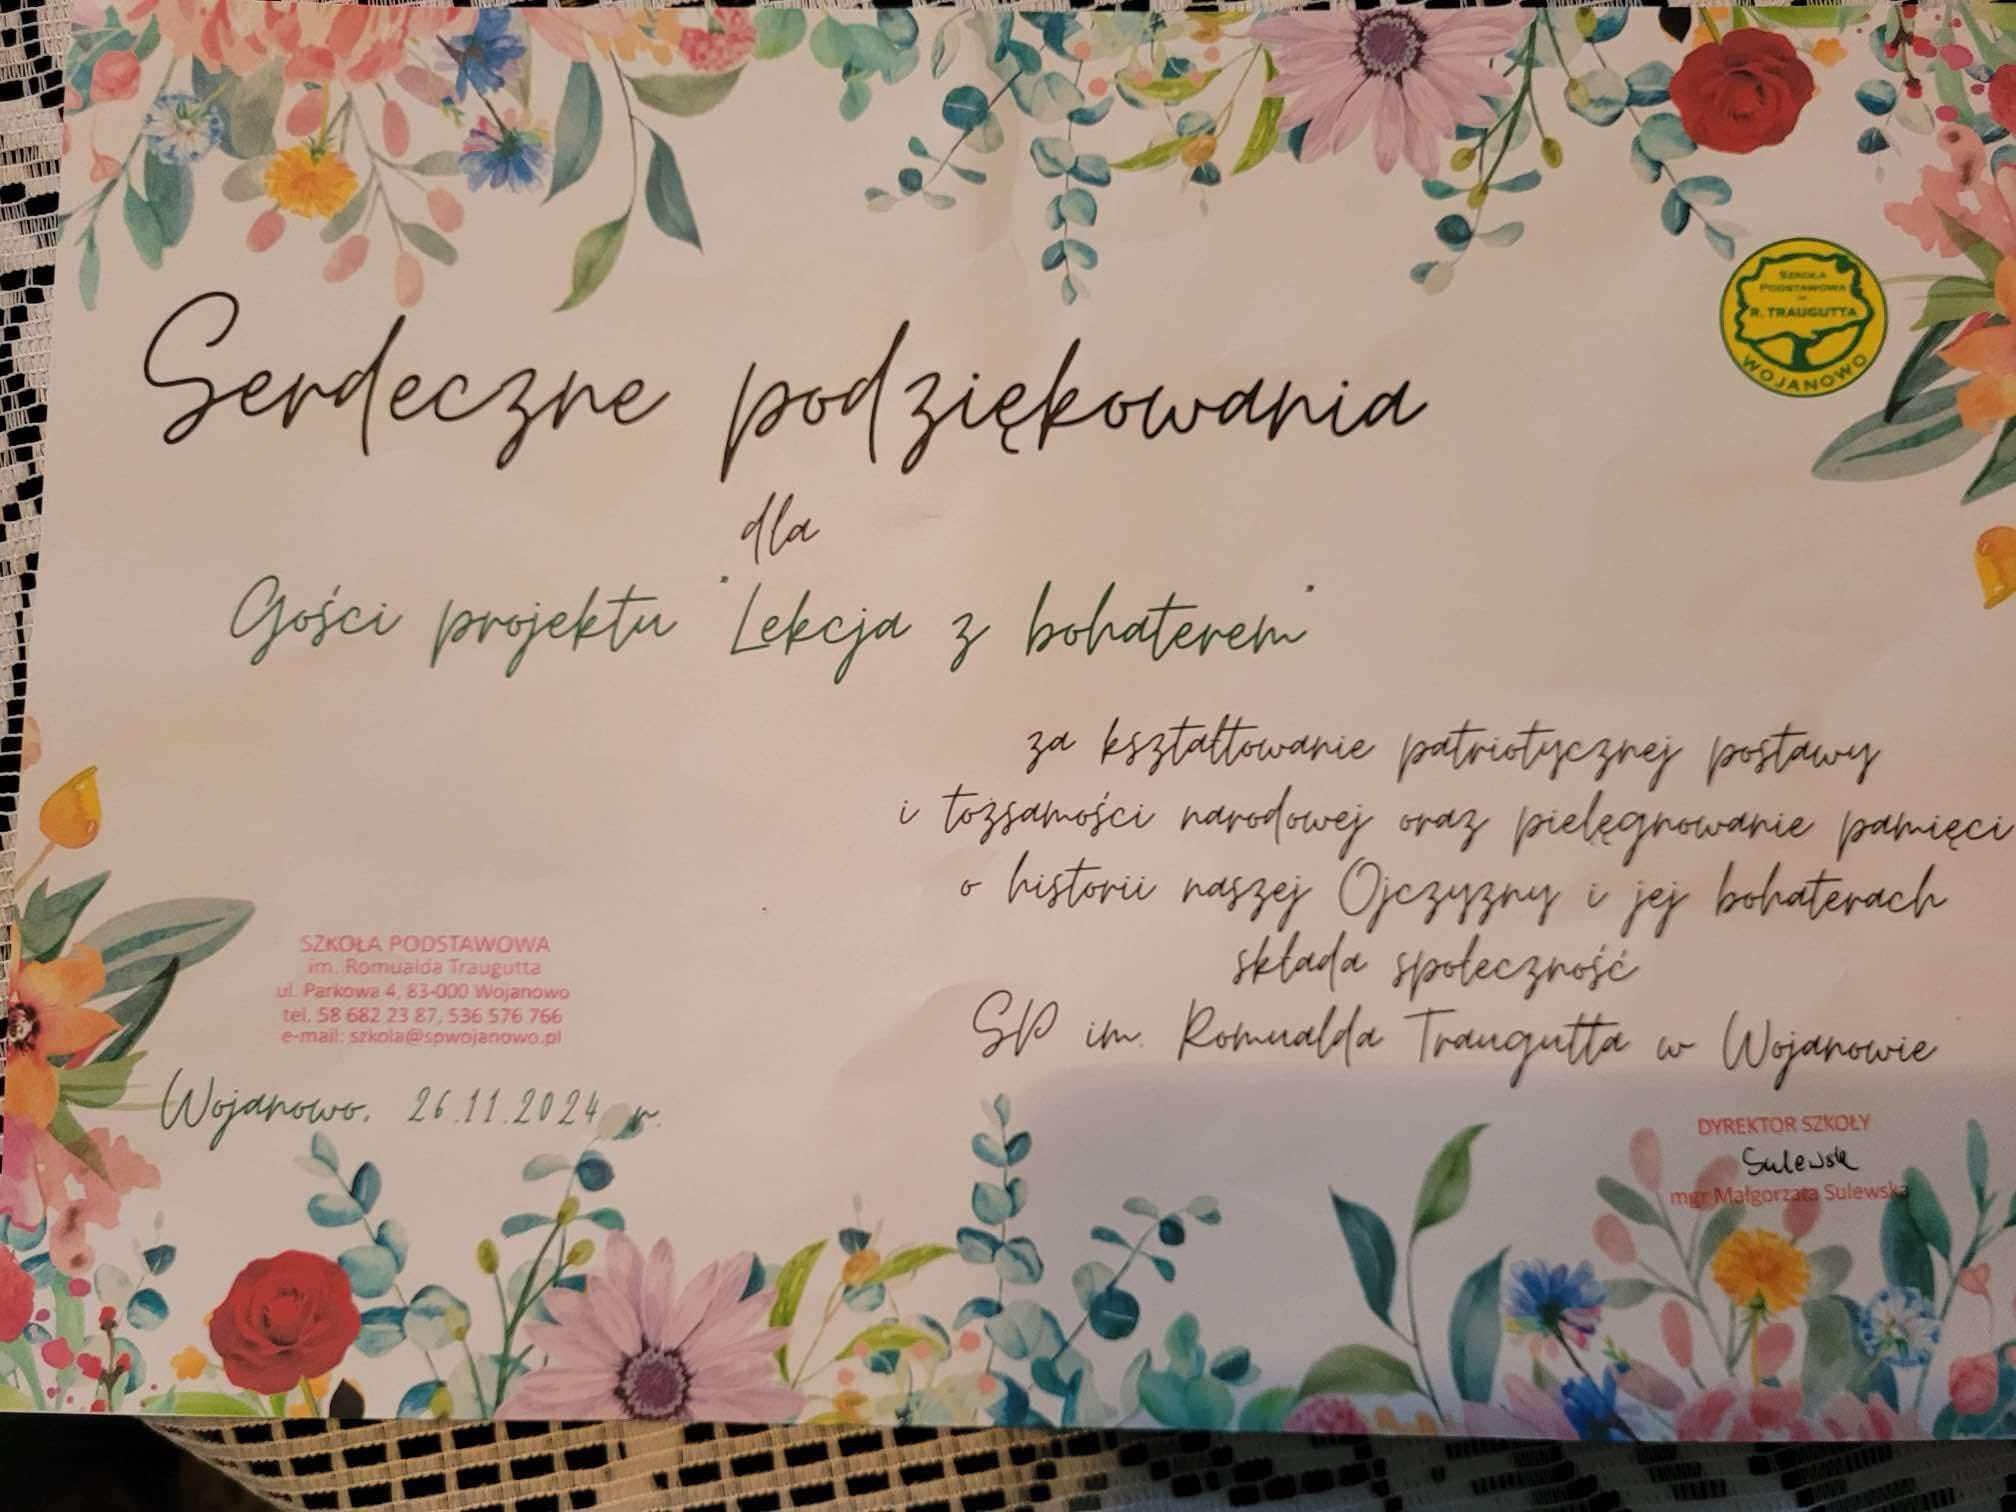 SZKOŁA
PODSTAWOWA
im
R. TRAUGUTTA
WOJANOWO
Serdeczne podziękowania
dla
Gości projektu "Lekcja z bohaterem"
za kształtowanie patriotycznej postawy
i tożsamości narodowej oraz pielęgnowanie pamięci
o historii naszej Ojczyzny i jej bohaterach
składa społeczność
SP im. Romualda Traugutta w Wojanowie
SZKOŁA PODSTAWOWA
im. Romualda Traugutta
ul. Parkowa 4, 83-000 Wojanowo
tel. 58 682 23 87, 536 576 766
e-mail: szkola@spwojanowo.pl
Wojanowo, 26.11.2024 r.
DYREKTOR SZKOŁY
Sulewsk
mgr Małgorzata Sulewska